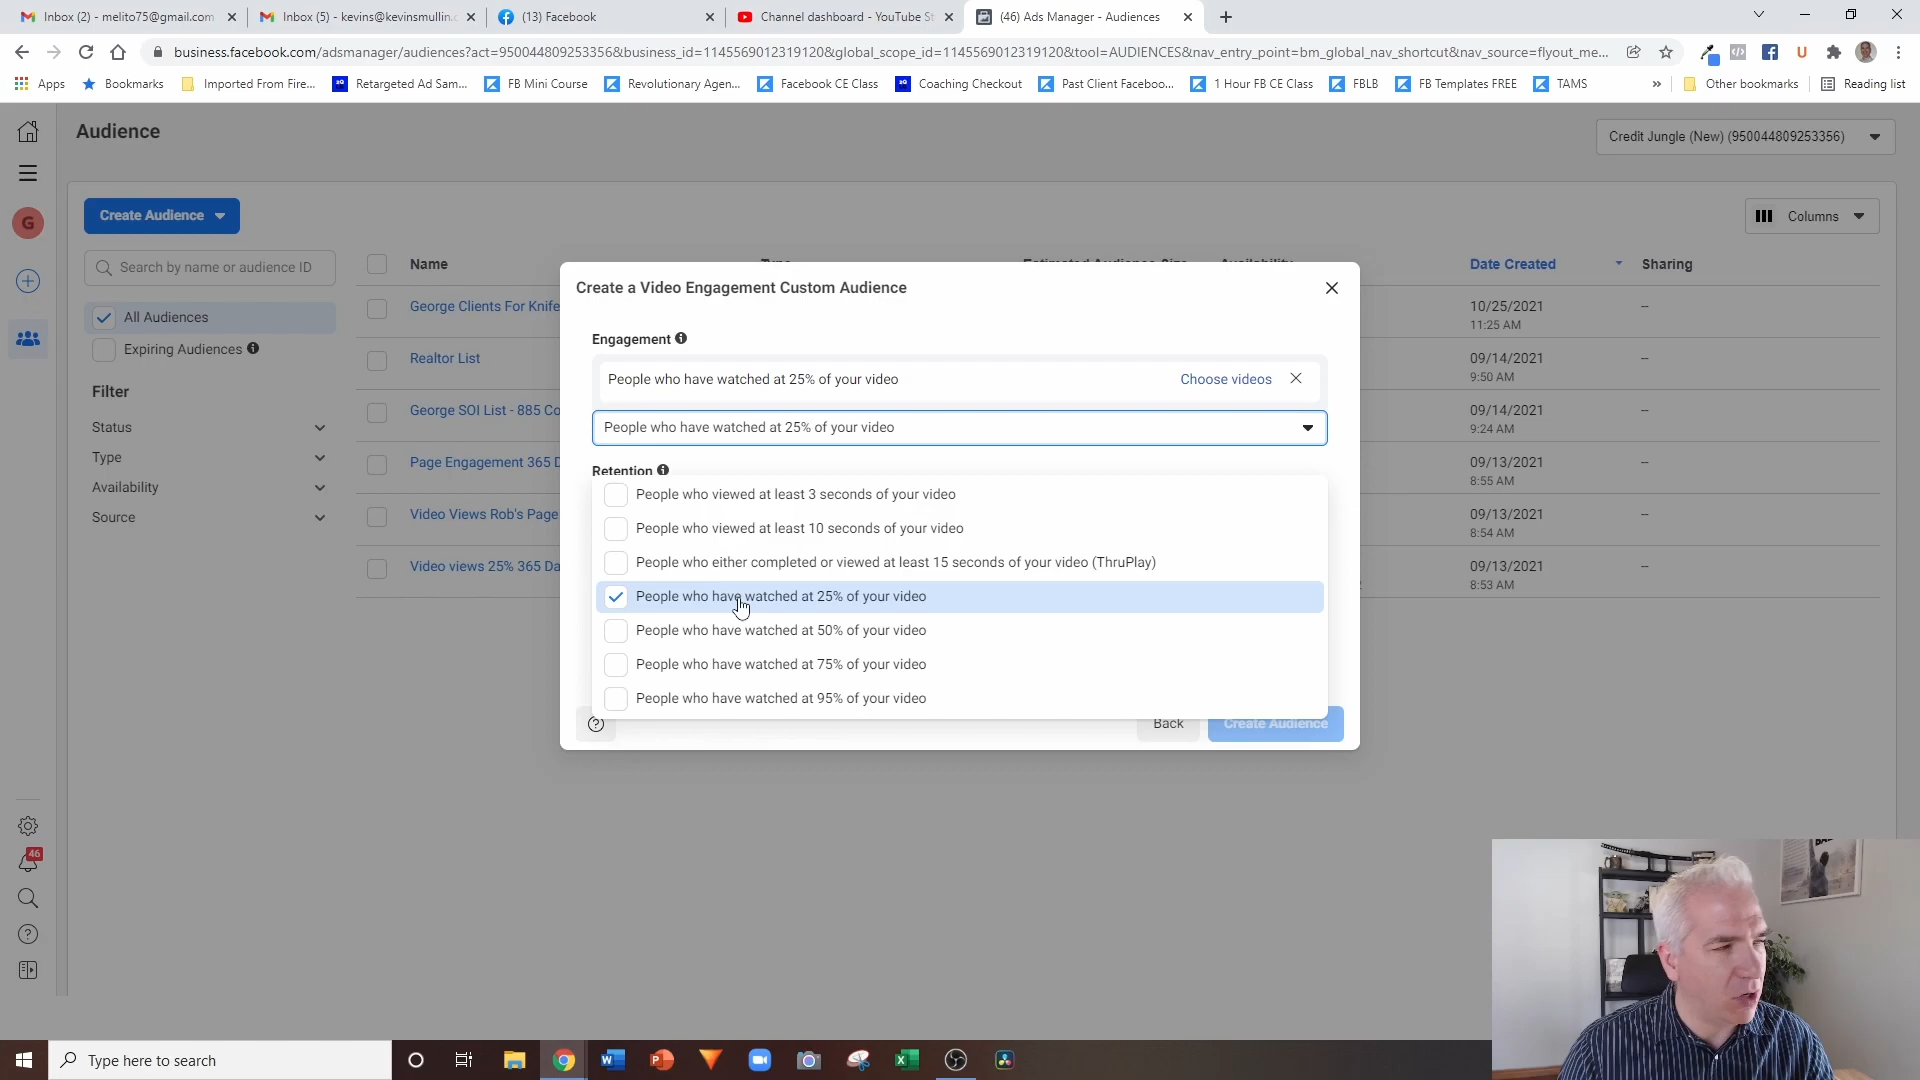 Inbox (2) - melito75@gmail.com
Inbox (5) - kevins@kevinsmullin.c
(13) Facebook
Channel dashboard - YouTube St
(46) Ads Manager - Audiences
business.facebook.com/adsmanager/audiences?act=950044809253356&business_id=1145569012319120&global_scope_id=1145569012319120&tool=AUDIENCES&nav_entry_point=bm_global_nav_shortcut&nav_source=flyout_me...
Apps
Bookmarks
Imported From Fire...
Retargeted Ad Sam...
FB Mini Course
Revolutionary Agen...
Facebook CE Class
Coaching Checkout
Past Client Faceboo...
1 Hour FB CE Class
FBLB
FB Templates FREE
TAMS
»
Other bookmarks
Reading list
Audience
Credit Jungle (New) (950044809253356)
G
Create Audience
Columns
Search by name or audience ID
Name
Date Created
Sharing
All Audiences
Expiring Audiences
Filter
Status
Type
Availability
Source
George Clients For Knife
10/25/2021
11:25 AM
--
Realtor List
09/14/2021
9:50 AM
--
George SOI List - 885 Co
09/14/2021
9:24 AM
--
Page Engagement 365 D
09/13/2021
8:55 AM
--
Video Views Rob's Page
09/13/2021
8:54 AM
--
Video views 25% 365 Da
09/13/2021
8:53 AM
--
Create a Video Engagement Custom Audience
Engagement
People who have watched at 25% of your video
Choose videos
People who have watched at 25% of your video
Retention
People who viewed at least 3 seconds of your video
People who viewed at least 10 seconds of your video
People who either completed or viewed at least 15 seconds of your video (ThruPlay)
People who have watched at 25% of your video
People who have watched at 50% of your video
People who have watched at 75% of your video
People who have watched at 95% of your video
Back
Create Audience
46
Type here to search